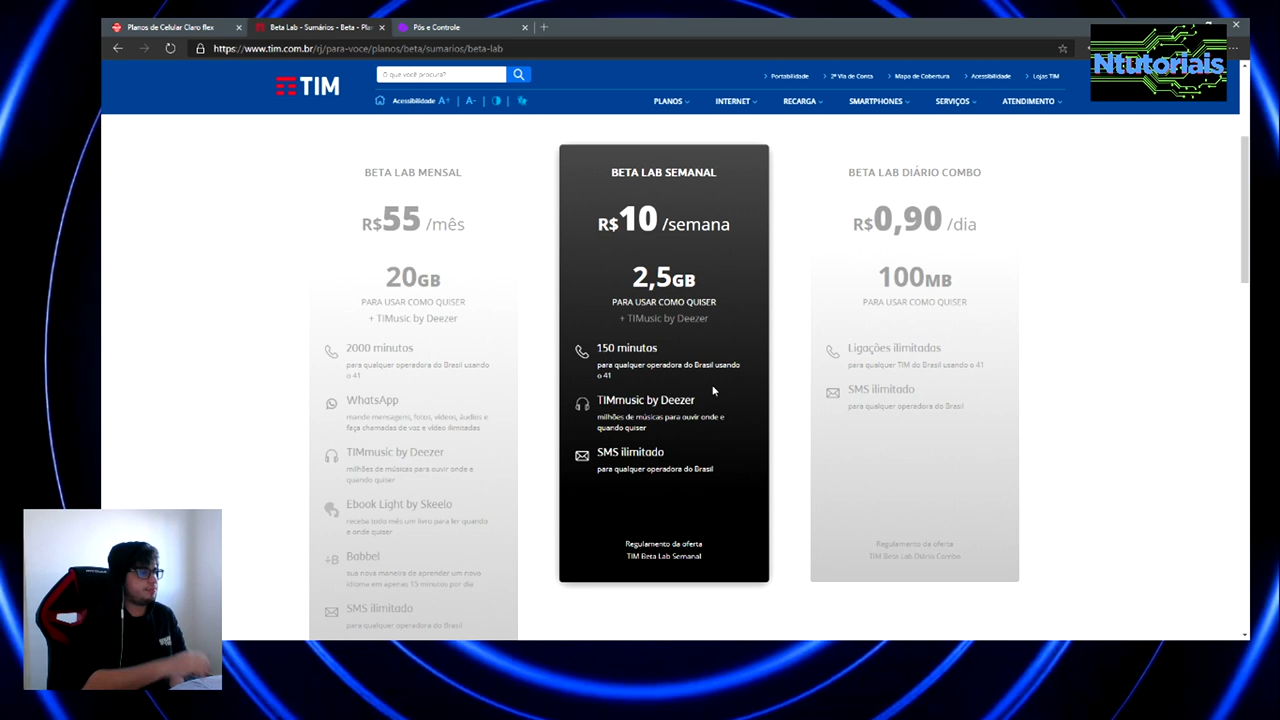 Planos de Celular Claro flex
Beta Lab - Sumários - Beta - Plan
Pós e Controle
https://www.tim.com.br/rj/para-voce/planos/beta/sumarios/beta-lab
Ntutoriais
TIM
O que você procura?
Portabilidade
2ª Via de Conta
Mapa de Cobertura
Acessibilidade
Lojas TIM
Acessibilidade A+ | A-
PLANOS
INTERNET
RECARGA
SMARTPHONES
SERVIÇOS
ATENDIMENTO
BETA LAB MENSAL
R$55 /mês
20GB
PARA USAR COMO QUISER
+ TIMusic by Deezer
2000 minutos
para qualquer operadora do Brasil usando
o 41
WhatsApp
mande mensagens, fotos, vídeos, áudios e
faça chamadas de voz e vídeo ilimitadas
TIMmusic by Deezer
milhões de músicas para ouvir onde e
quando quiser
Ebook Light by Skeelo
receba todo mês um livro para ler quando
e onde quiser
+B Babbel
sua nova maneira de aprender um novo
idioma em apenas 15 minutos por dia
SMS ilimitado
para qualquer operadora do Brasil
BETA LAB SEMANAL
R$10 /semana
2,5GB
PARA USAR COMO QUISER
+ TIMusic by Deezer
150 minutos
para qualquer operadora do Brasil usando
o 41
TIMmusic by Deezer
milhões de músicas para ouvir onde e
quando quiser
SMS ilimitado
para qualquer operadora do Brasil
Regulamento da oferta
TIM Beta Lab Semanal
BETA LAB DIÁRIO COMBO
R$0,90 /dia
100MB
PARA USAR COMO QUISER
Ligações ilimitadas
para qualquer TIM do Brasil usando o 41
SMS ilimitado
para qualquer operadora do Brasil
Regulamento da oferta
TIM Beta Lab Diário Combo